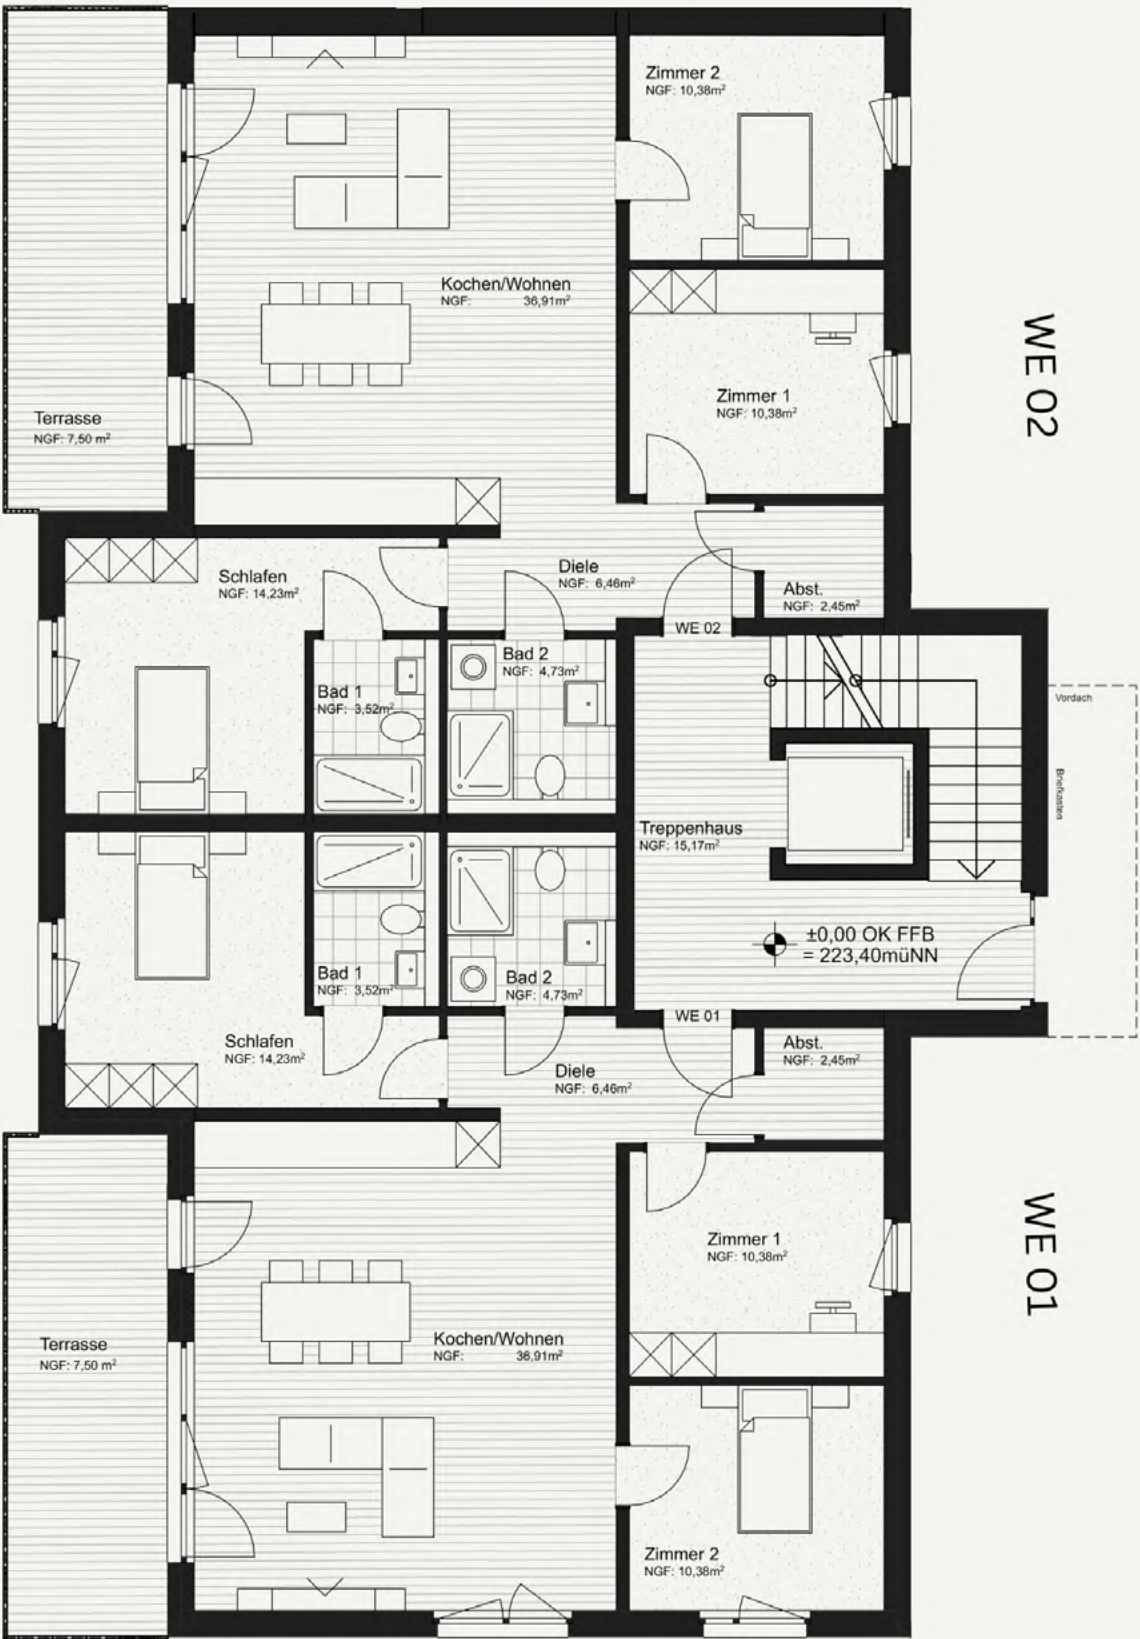 Zimmer 2
NGF: 10,38m²
Kochen/Wohnen
NGF: 36,91m²
Zimmer 1
NGF: 10,38m²
WE 02
Terrasse
NGF: 7,50 m²
Schlafen
NGF: 14,23m²
Diele
NGF: 6,46m²
Abst.
NGF: 2,45m²
WE 02
Bad 2
NGF: 4,73m²
Bad 1
NGF: 3,52m²
Vordach
Briefkasten
Treppenhaus
NGF: 15,17m²
±0,00 OK FFB
= 223,40müNN
Bad 1
NGF: 3,52m²
Bad 2
NGF: 4,73m²
WE 01
Schlafen
NGF: 14,23m²
Diele
NGF: 6,46m²
Abst.
NGF: 2,45m²
Zimmer 1
NGF: 10,38m²
WE 01
Terrasse
NGF: 7,50 m²
Kochen/Wohnen
NGF: 36,91m²
Zimmer 2
NGF: 10,38m²